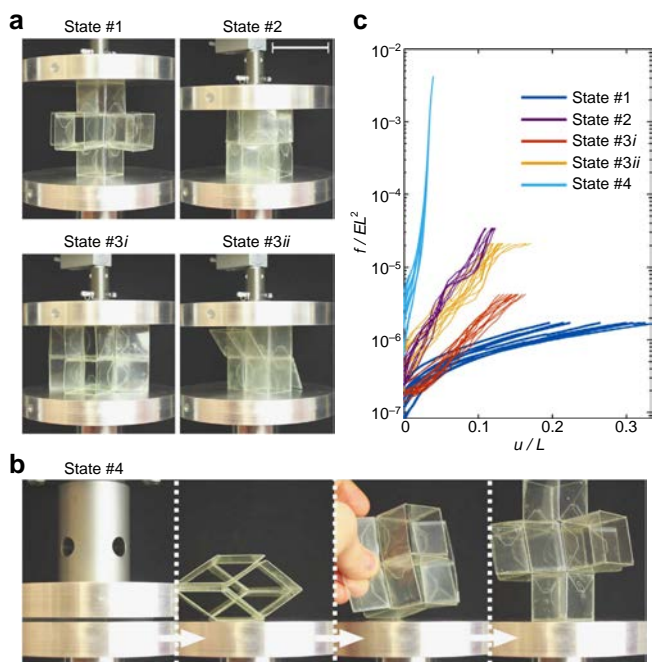 a
State #1
State #2
State #3i
State #3ii
b
State #4
c
f / EL²
10⁻²
10⁻³
10⁻⁴
10⁻⁵
10⁻⁶
10⁻⁷
0
0.1
0.2
0.3
u / L
State #1
State #2
State #3i
State #3ii
State #4